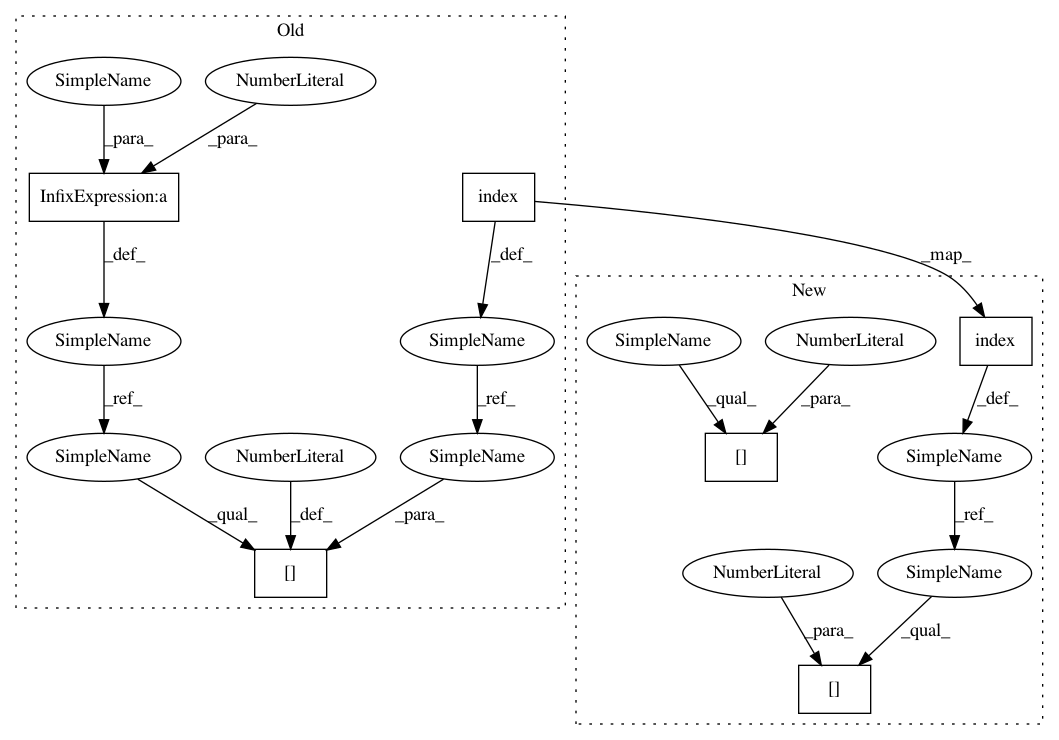 Old
SimpleName
NumberLiteral
_para_
_para_
InfixExpression:a
index
_def_
_def_
_map_
New
SimpleName
SimpleName
SimpleName
NumberLiteral
index
_ref_
_ref_
_qual_
_para_
_def_
SimpleName
NumberLiteral
SimpleName
[]
SimpleName
_qual_
_def_
_para_
_ref_
[]
NumberLiteral
SimpleName
_para_
_qual_
[]